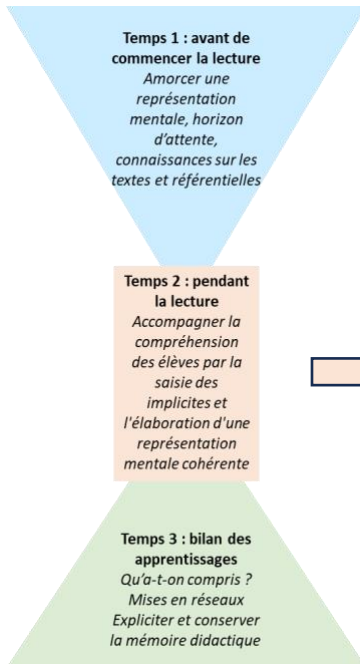 Temps 1 : avant de
commencer la lecture
Amorcer une
représentation
mentale, horizon
d'attente,
connaissances sur les
textes et référentielles
Temps 2 : pendant
la lecture
Accompagner la
compréhension
des élèves par la
saisie des
implicites et
l'élaboration d'une
représentation
mentale cohérente
Temps 3 : bilan des
apprentissages
Qu'a-t-on compris ?
Mises en réseaux
Expliciter et conserver
la mémoire didactique